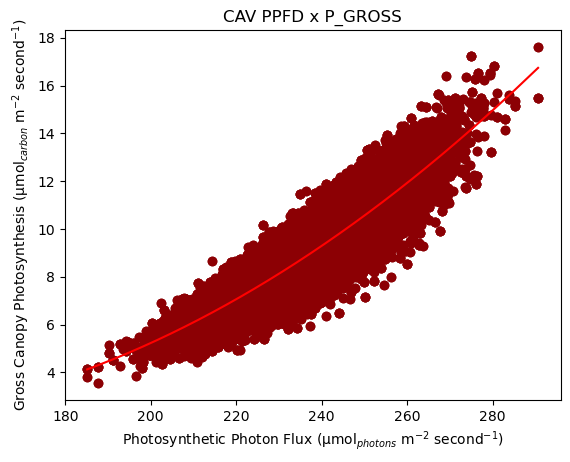 CAV PPFD x P_GROSS
Gross Canopy Photosynthesis (μmol_carbon m⁻² second⁻¹)
18
16
14
12
10
8
6
4
180 200 220 240 260 280
Photosynthetic Photon Flux (μmol_photons m⁻² second⁻¹)